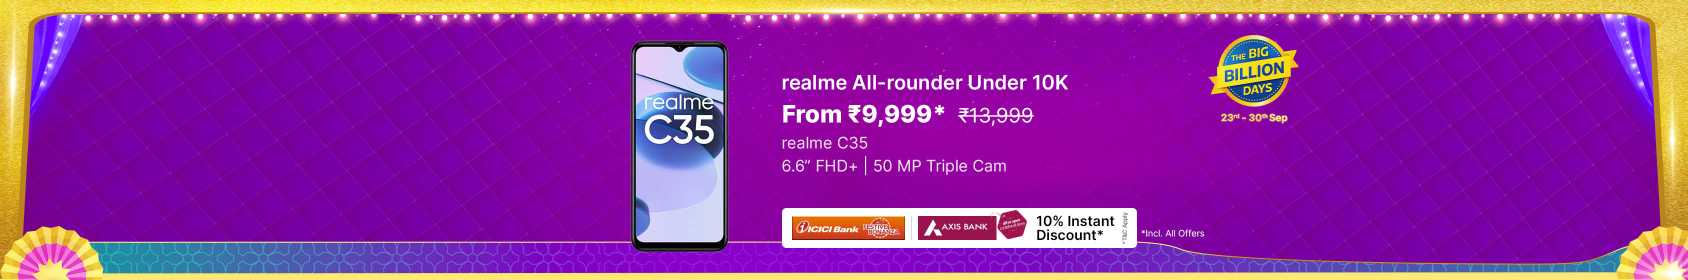 realme
C35
realme All-rounder Under 10K
From ₹9,999* ₹13,999
realme C35
6.6” FHD+ | 50 MP Triple Cam
ICICI Bank FESTIVE BONANZA
AXIS BANK
10% Instant
Discount*
*T&C Apply
*Incl. All Offers
THE BIG
BILLION
DAYS
23rd - 30th Sep